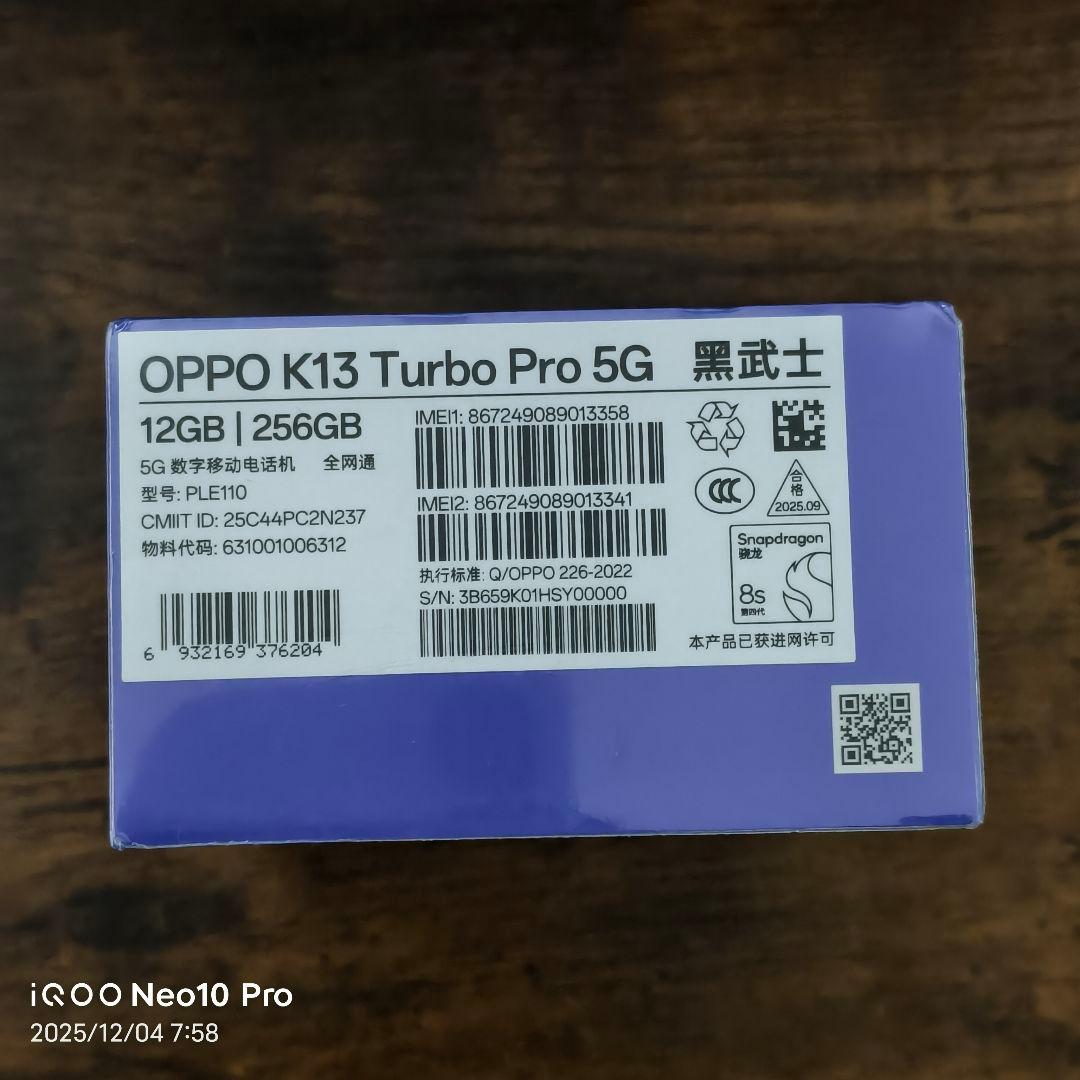 OPPO K13 Turbo Pro 5G 黑武士
12GB | 256GB
5G 数字移动电话机 全网通
型号: PLE110
CMIIT ID: 25C44PC2N237
物料代码: 631001006312
6 932169 376204
IMEI1: 867249089013358
IMEI2: 867249089013341
执行标准: Q/OPPO 226-2022
S/N: 3B659K01HSY00000
CCC
合
格
2025.09
Snapdragon
骁龙
8s
第四代
本产品已获进网许可
iQOO Neo10 Pro
2025/12/04 7:58